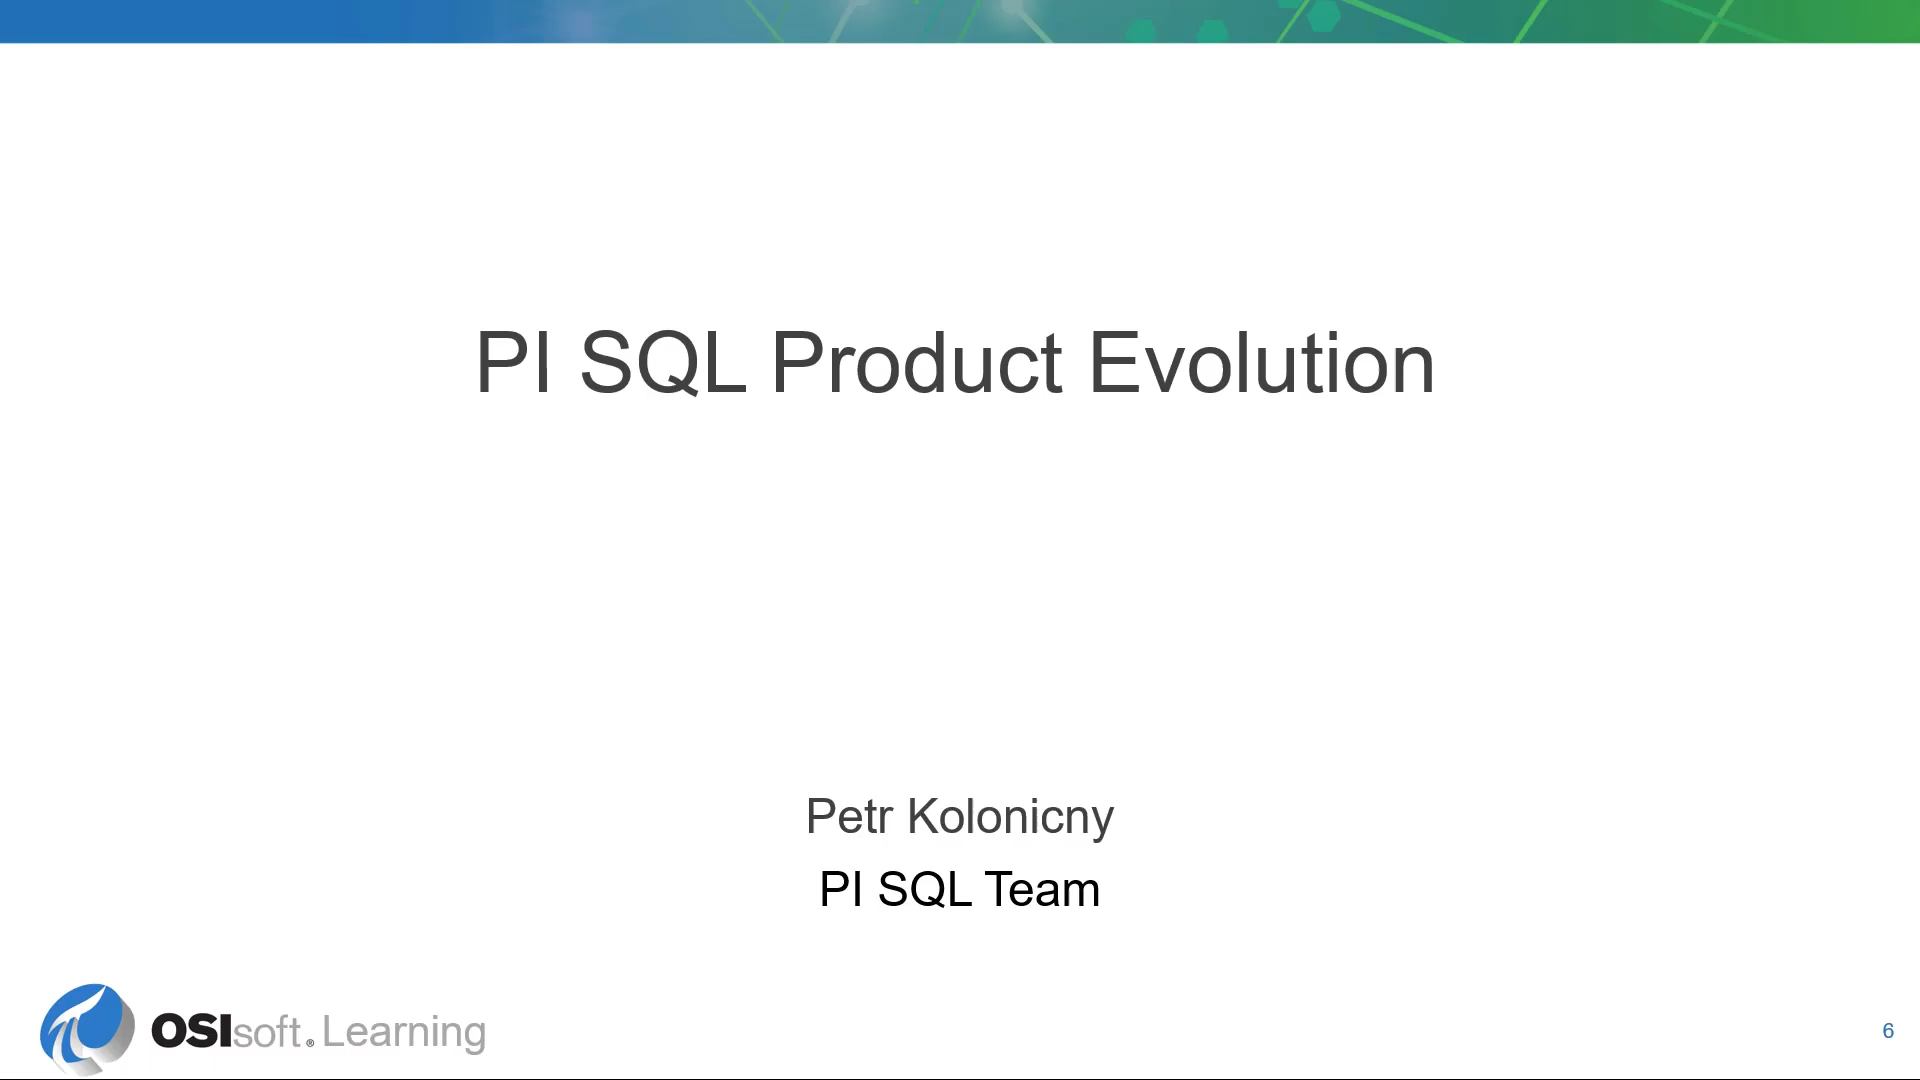 PI SQL Product Evolution
Petr Kolonicny
PI SQL Team
OSIsoft® Learning
6